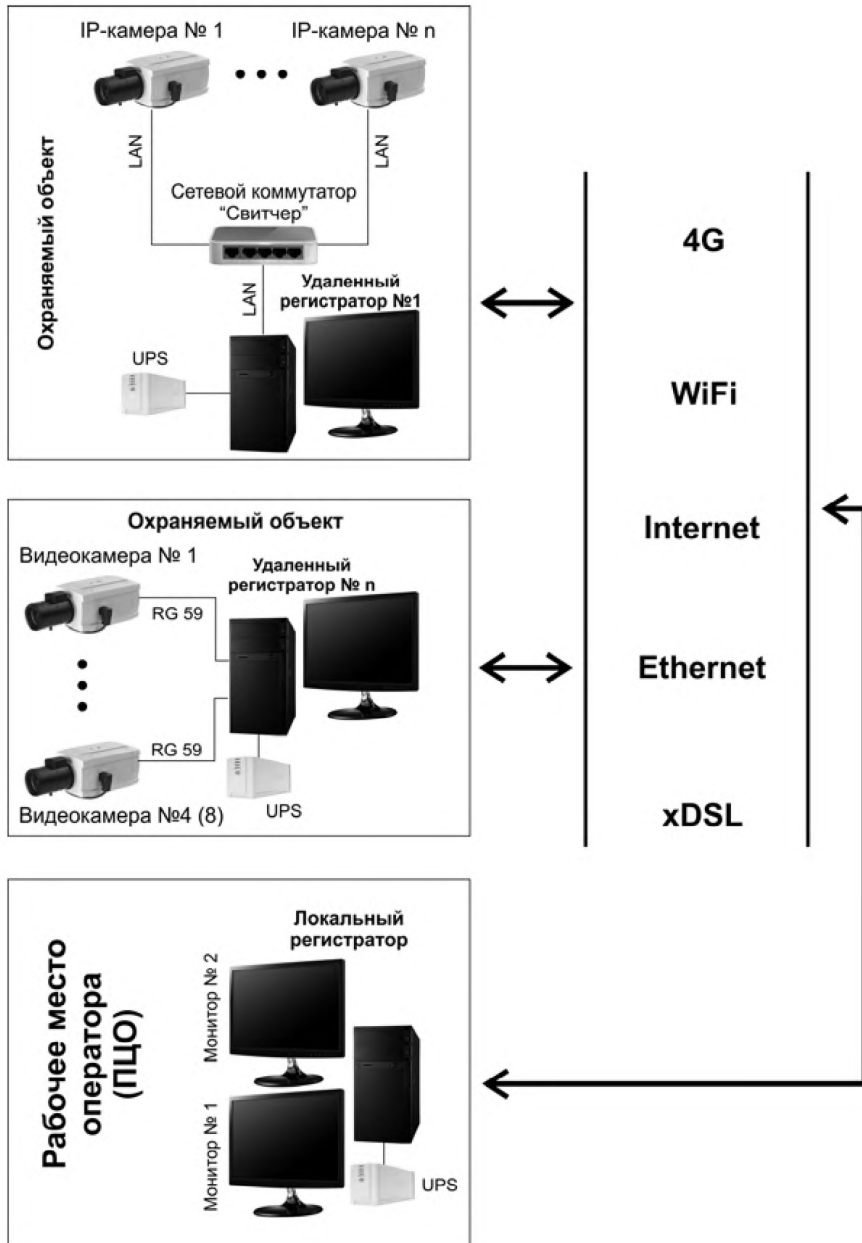 IP-камера № 1
IP-камера № n
Охраняемый объект
LAN
LAN
Сетевой коммутатор
“Свитчер”
LAN
Удаленный
регистратор №1
UPS
Охраняемый объект
Видеокамера № 1
Удаленный
регистратор № n
RG 59
RG 59
UPS
Видеокамера №4 (8)
4G
WiFi
Internet
Ethernet
xDSL
Рабочее место
оператора
(ПЦО)
Локальный
регистратор
Монитор № 2
Монитор № 1
UPS